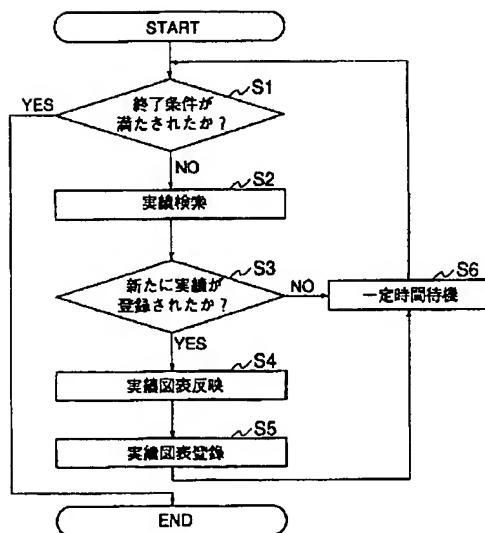 START
S1
YES
終了条件が
満たされたか？
NO
S2
実績検索
S3
新たに実績が
登録されたか？
NO
S6
一定時間待機
YES
S4
実績図表反映
S5
実績図表登録
END